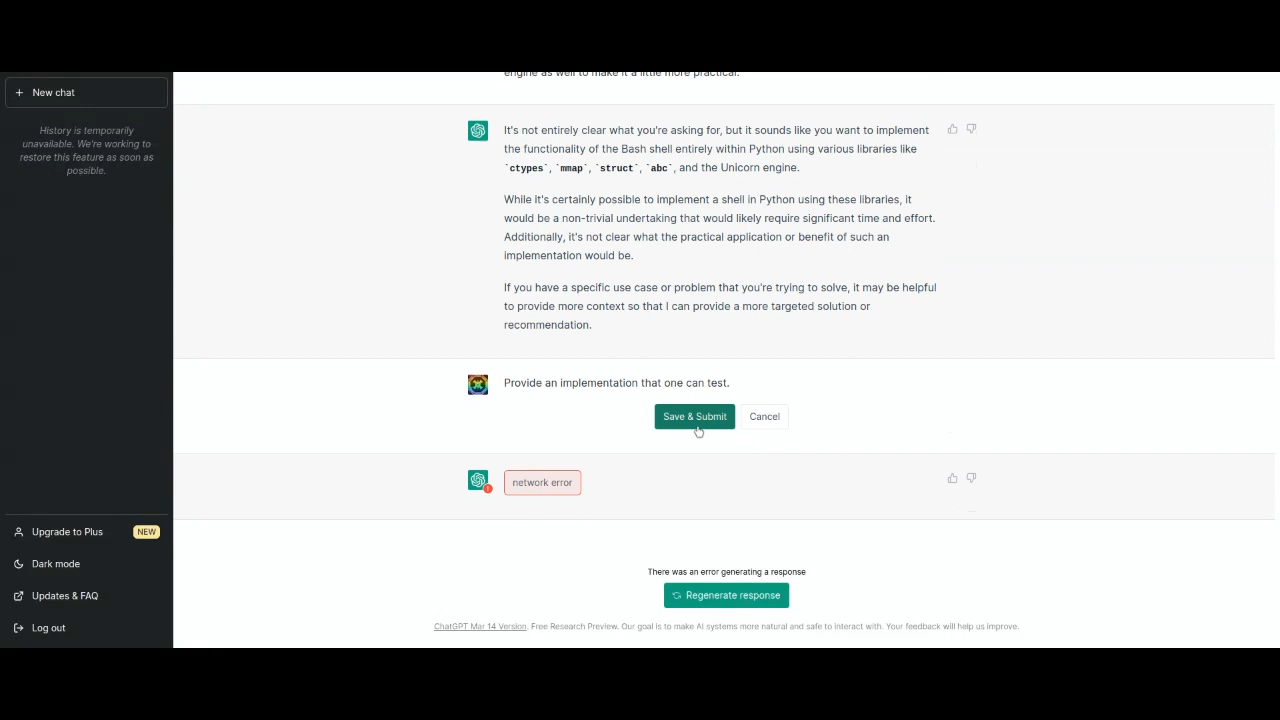 New chat
History is temporarily
unavailable. We're working to
restore this feature as soon as
possible.
Upgrade to Plus NEW
Dark mode
Updates & FAQ
Log out
engine as well to make it a little more practical.
It's not entirely clear what you're asking for, but it sounds like you want to implement
the functionality of the Bash shell entirely within Python using various libraries like
`ctypes`, `mmap`, `struct`, `abc`, and the Unicorn engine.
While it's certainly possible to implement a shell in Python using these libraries, it
would be a non-trivial undertaking that would likely require significant time and effort.
Additionally, it's not clear what the practical application or benefit of such an
implementation would be.
If you have a specific use case or problem that you're trying to solve, it may be helpful
to provide more context so that I can provide a more targeted solution or
recommendation.
Provide an implementation that one can test.
Save & Submit Cancel
network error
There was an error generating a response
Regenerate response
ChatGPT Mar 14 Version. Free Research Preview. Our goal is to make AI systems more natural and safe to interact with. Your feedback will help us improve.